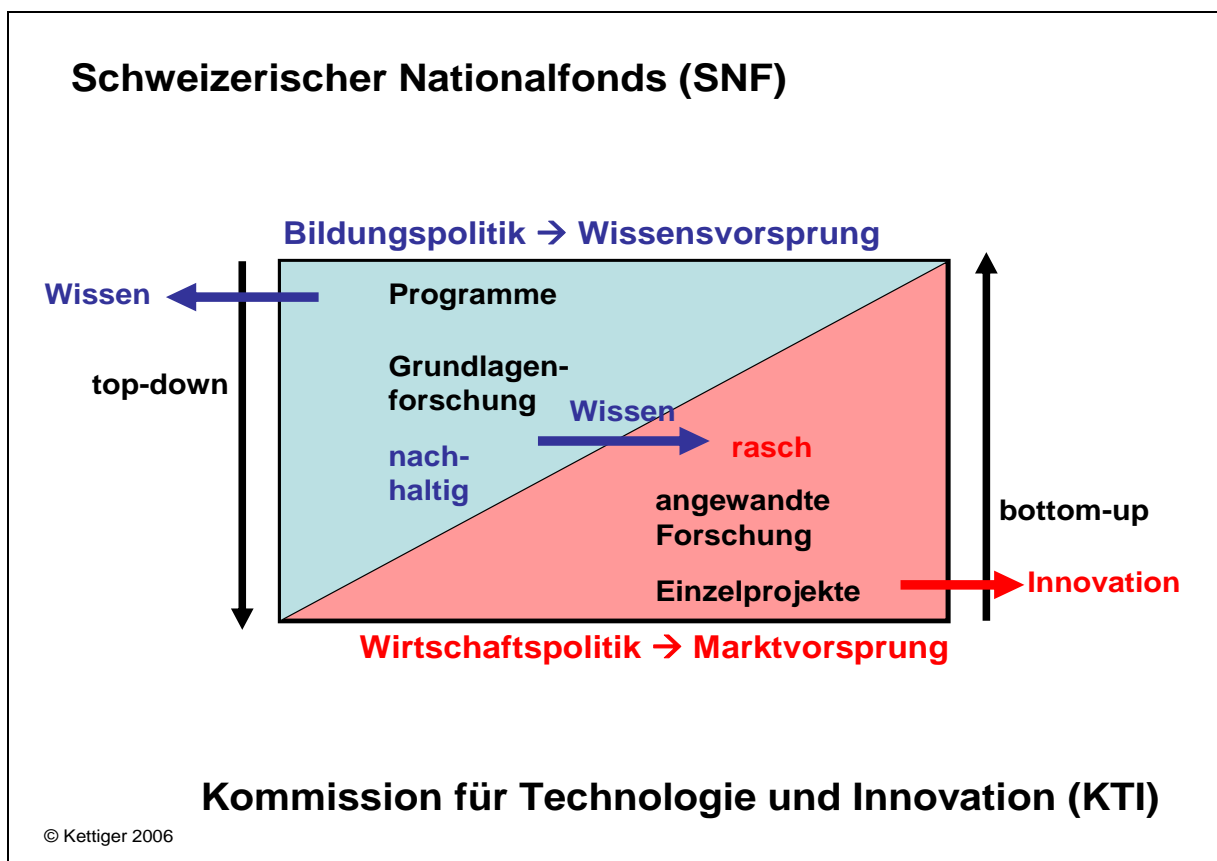 Schweizerischer Nationalfonds (SNF)
Bildungspolitik → Wissensvorsprung
Wissen
Programme
top-down
Grundlagen-
forschung
Wissen
nach-
haltig
rasch
angewandte
Forschung
bottom-up
Einzelprojekte
Innovation
Wirtschaftspolitik → Marktvorsprung
Kommission für Technologie und Innovation (KTI)
© Kettiger 2006